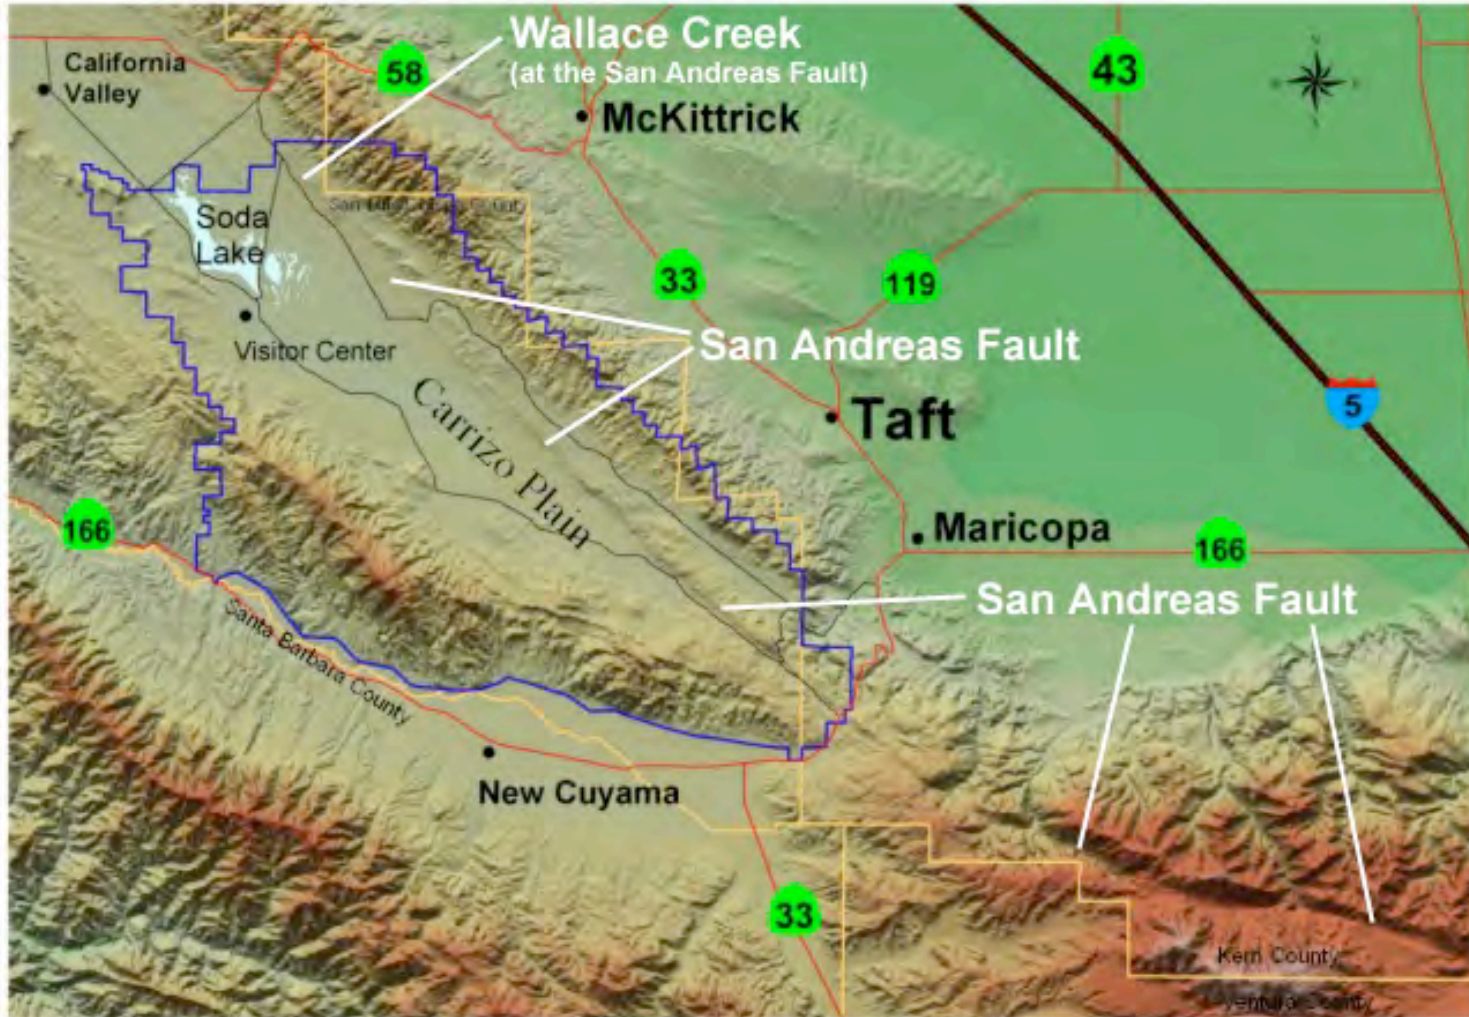 Wallace Creek
(at the San Andreas Fault)
California
Valley
58
43
McKittrick
Soda
Lake
33
119
San Andreas Fault
Visitor Center
Carrizo Plain
Taft
5
166
Maricopa
166
San Andreas Fault
Santa Barbara County
New Cuyama
33
Kern County
Ventura County